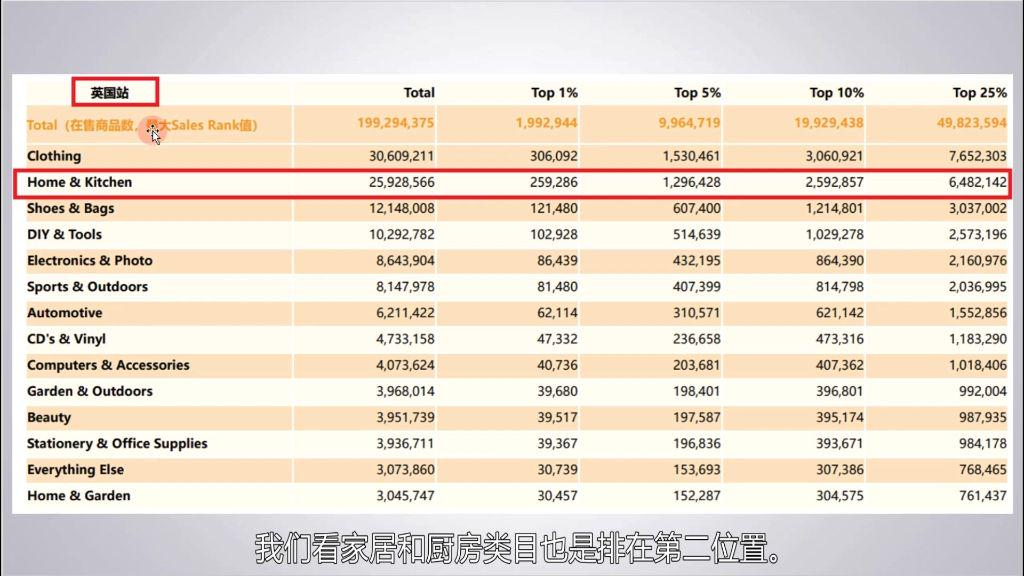 英国站 Total Top 1% Top 5% Top 10% Top 25%
Total（在售商品数，最大Sales Rank值） 199,294,375 1,992,944 9,964,719 19,929,438 49,823,594
Clothing 30,609,211 306,092 1,530,461 3,060,921 7,652,303
Home & Kitchen 25,928,566 259,286 1,296,428 2,592,857 6,482,142
Shoes & Bags 12,148,008 121,480 607,400 1,214,801 3,037,002
DIY & Tools 10,292,782 102,928 514,639 1,029,278 2,573,196
Electronics & Photo 8,643,904 86,439 432,195 864,390 2,160,976
Sports & Outdoors 8,147,978 81,480 407,399 814,798 2,036,995
Automotive 6,211,422 62,114 310,571 621,142 1,552,856
CD's & Vinyl 4,733,158 47,332 236,658 473,316 1,183,290
Computers & Accessories 4,073,624 40,736 203,681 407,362 1,018,406
Garden & Outdoors 3,968,014 39,680 198,401 396,801 992,004
Beauty 3,951,739 39,517 197,587 395,174 987,935
Stationery & Office Supplies 3,936,711 39,367 196,836 393,671 984,178
Everything Else 3,073,860 30,739 153,693 307,386 768,465
Home & Garden 3,045,747 30,457 152,287 304,575 761,437
我们看家居和厨房类目也是排在第二位置。